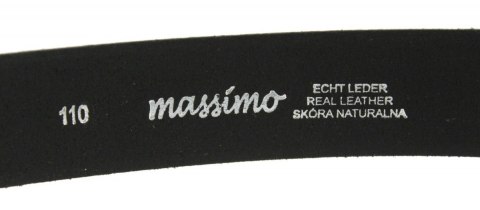 110
massimo
ECHT LEDER
REAL LEATHER
SKÓRA NATURALNA